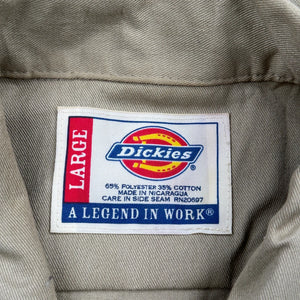 LARGE
Dickies®
65% POLYESTER 35% COTTON
MADE IN NICARAGUA
CARE IN SIDE SEAM RN20697
A LEGEND IN WORK®